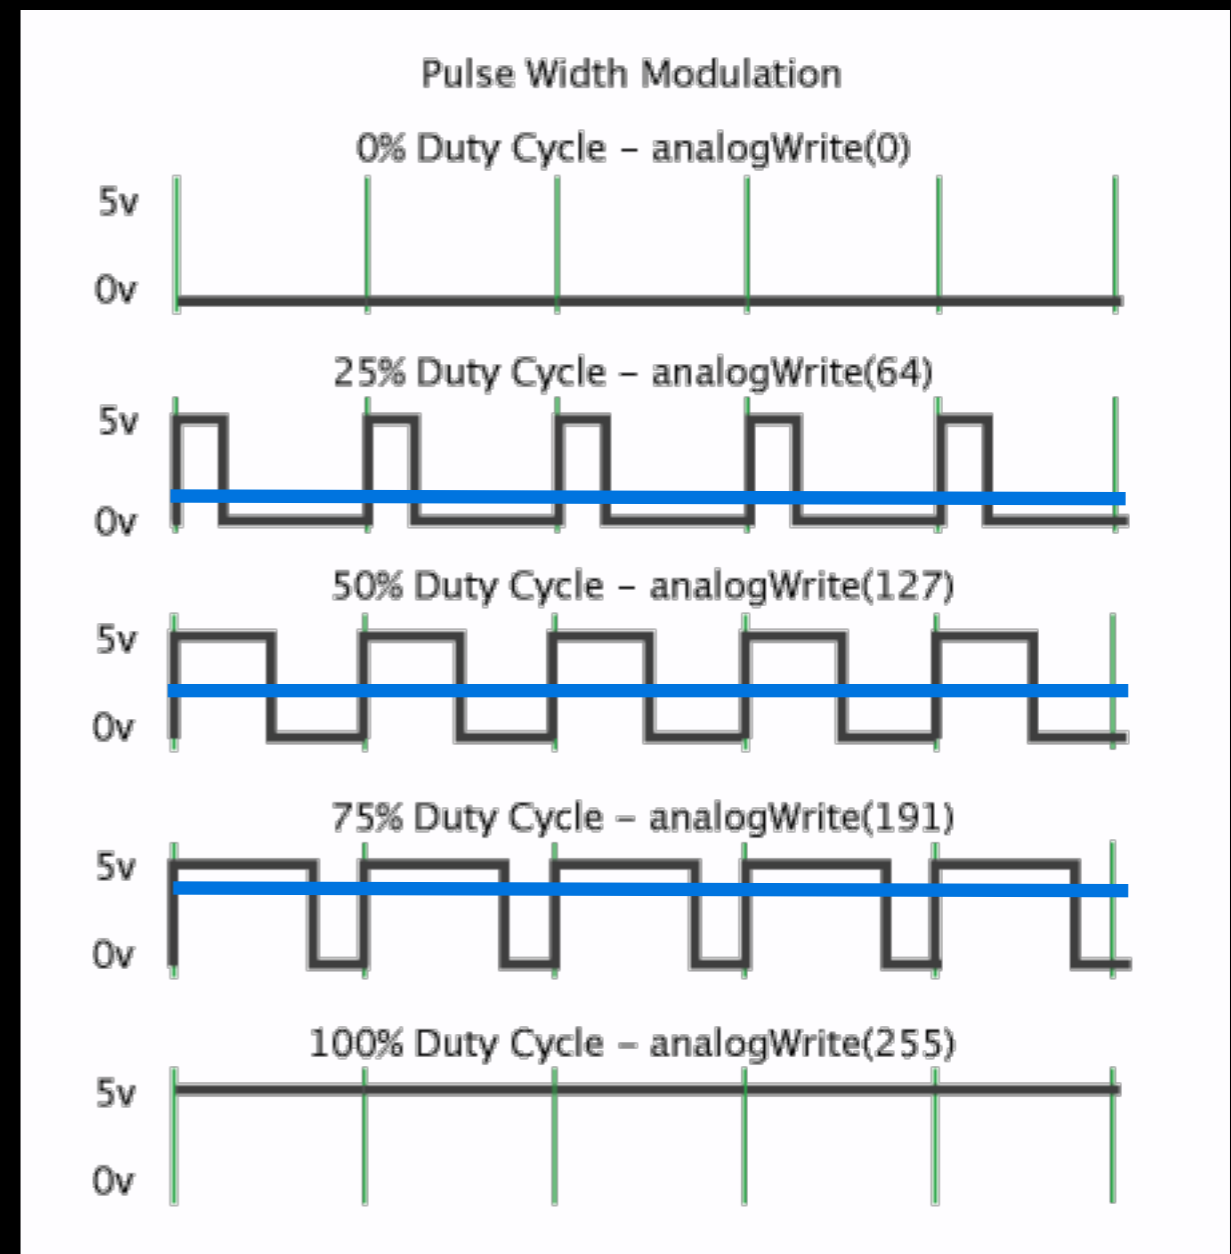 Pulse Width Modulation
0% Duty Cycle – analogWrite(0)
5v
0v
25% Duty Cycle – analogWrite(64)
5v
0v
50% Duty Cycle – analogWrite(127)
5v
0v
75% Duty Cycle – analogWrite(191)
5v
0v
100% Duty Cycle – analogWrite(255)
5v
0v